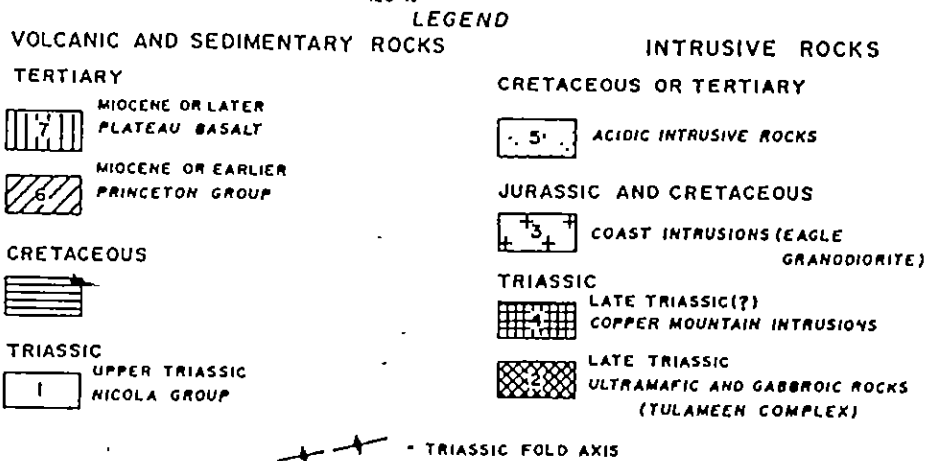 LEGEND
VOLCANIC AND SEDIMENTARY ROCKS
TERTIARY
7
MIOCENE OR LATER
PLATEAU BASALT
6
MIOCENE OR EARLIER
PRINCETON GROUP
CRETACEOUS
TRIASSIC
1
UPPER TRIASSIC
NICOLA GROUP
INTRUSIVE ROCKS
CRETACEOUS OR TERTIARY
5
ACIDIC INTRUSIVE ROCKS
JURASSIC AND CRETACEOUS
3
COAST INTRUSIONS (EAGLE
GRANODIORITE)
TRIASSIC
4
LATE TRIASSIC(?)
COPPER MOUNTAIN INTRUSIONS
2
LATE TRIASSIC
ULTRAMAFIC AND GABBROIC ROCKS
(TULAMEEN COMPLEX)
- TRIASSIC FOLD AXIS